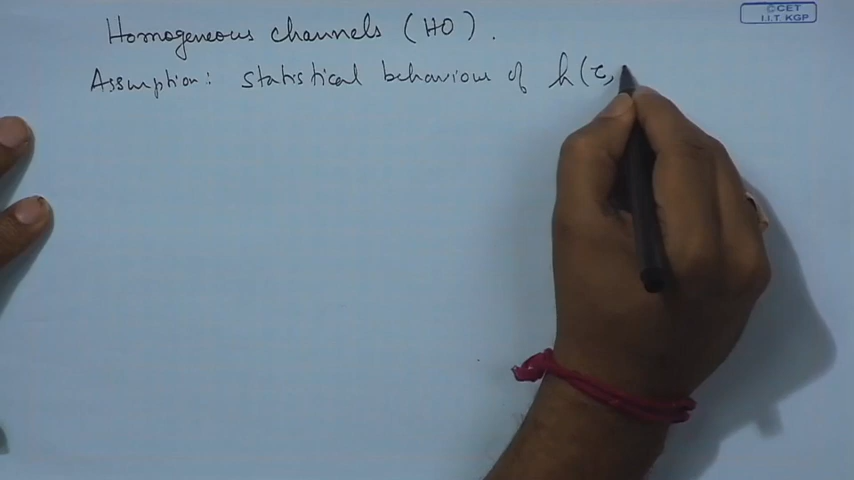 Homogeneous channels (HO).
© CET
I.I.T. KGP
Assumption: statistical behaviour of h(τ,